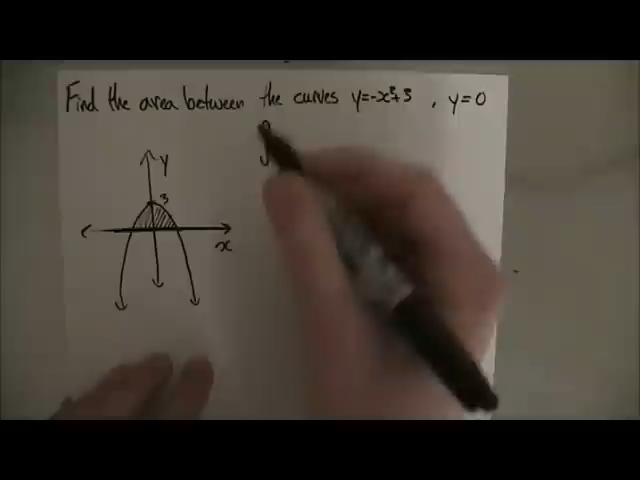 Find the area between the curves y=-x²+3 , y=0
y
3
x
∫